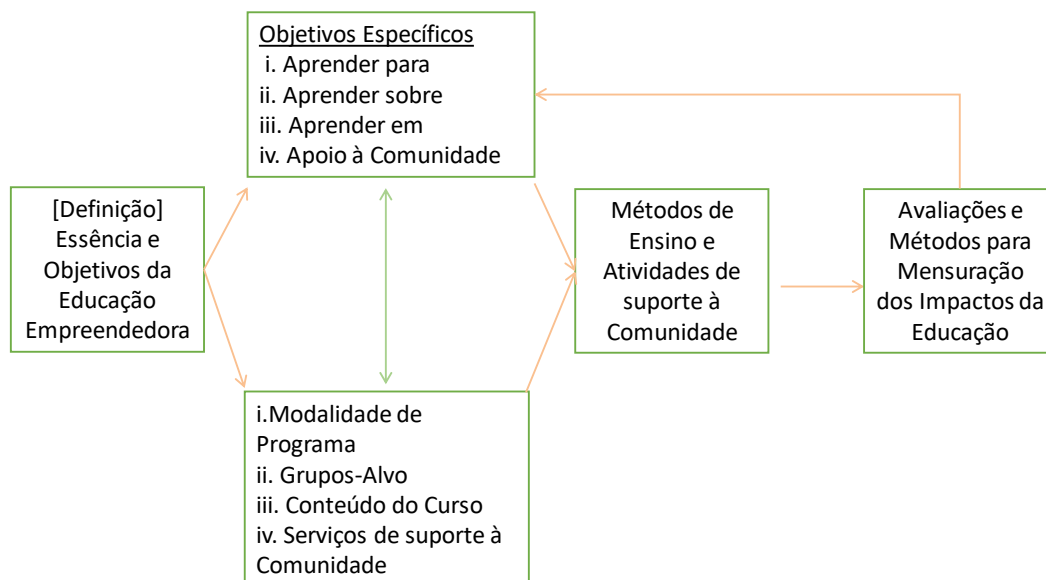 Objetivos Específicos
i. Aprender para
ii. Aprender sobre
iii. Aprender em
iv. Apoio à Comunidade
[Definição]
Essência e
Objetivos da
Educação
Empreendedora
Métodos de
Ensino e
Atividades de
suporte à
Comunidade
Avaliações e
Métodos para
Mensuração
dos Impactos da
Educação
i.Modalidade de
Programa
ii. Grupos-Alvo
iii. Conteúdo do Curso
iv. Serviços de suporte à
Comunidade